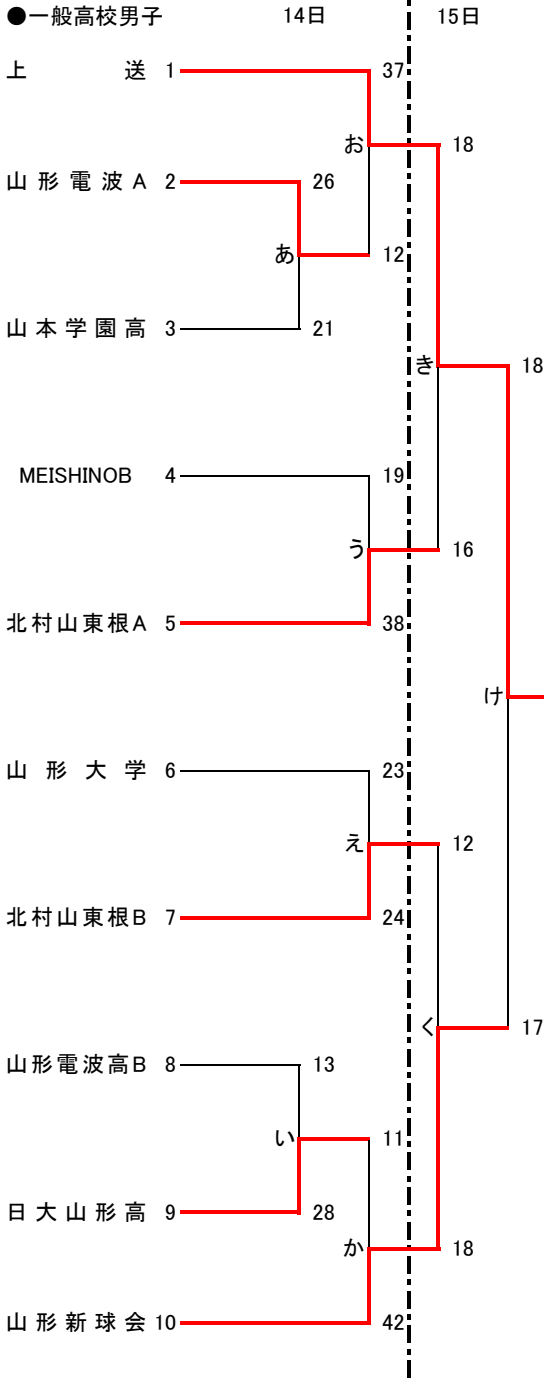 ●一般高校男子 14日 15日
上送 1 37
お 18
山形電波A 2 26
あ 12
山本学園高 3 21
き 18
MEISHINOB 4 19
う 16
北村山東根A 5 38
け
山形大学 6 23
え 12
北村山東根B 7 24
く 17
山形電波高B 8 13
い 11
日大山形高 9 28
か 18
山形新球会 10 42